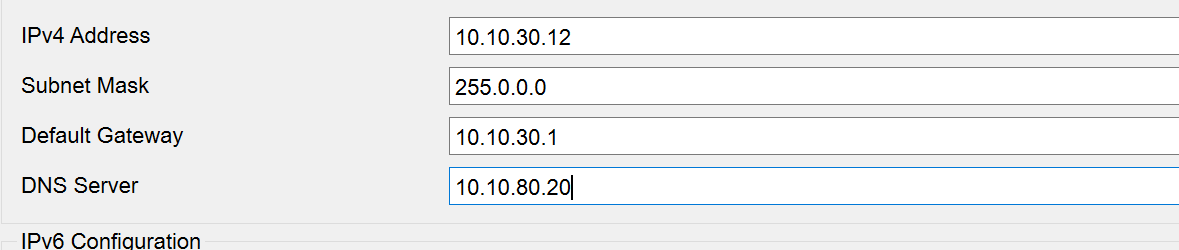 IPv4 Address 10.10.30.12
Subnet Mask 255.0.0.0
Default Gateway 10.10.30.1
DNS Server 10.10.80.20
IPv6 Configuration